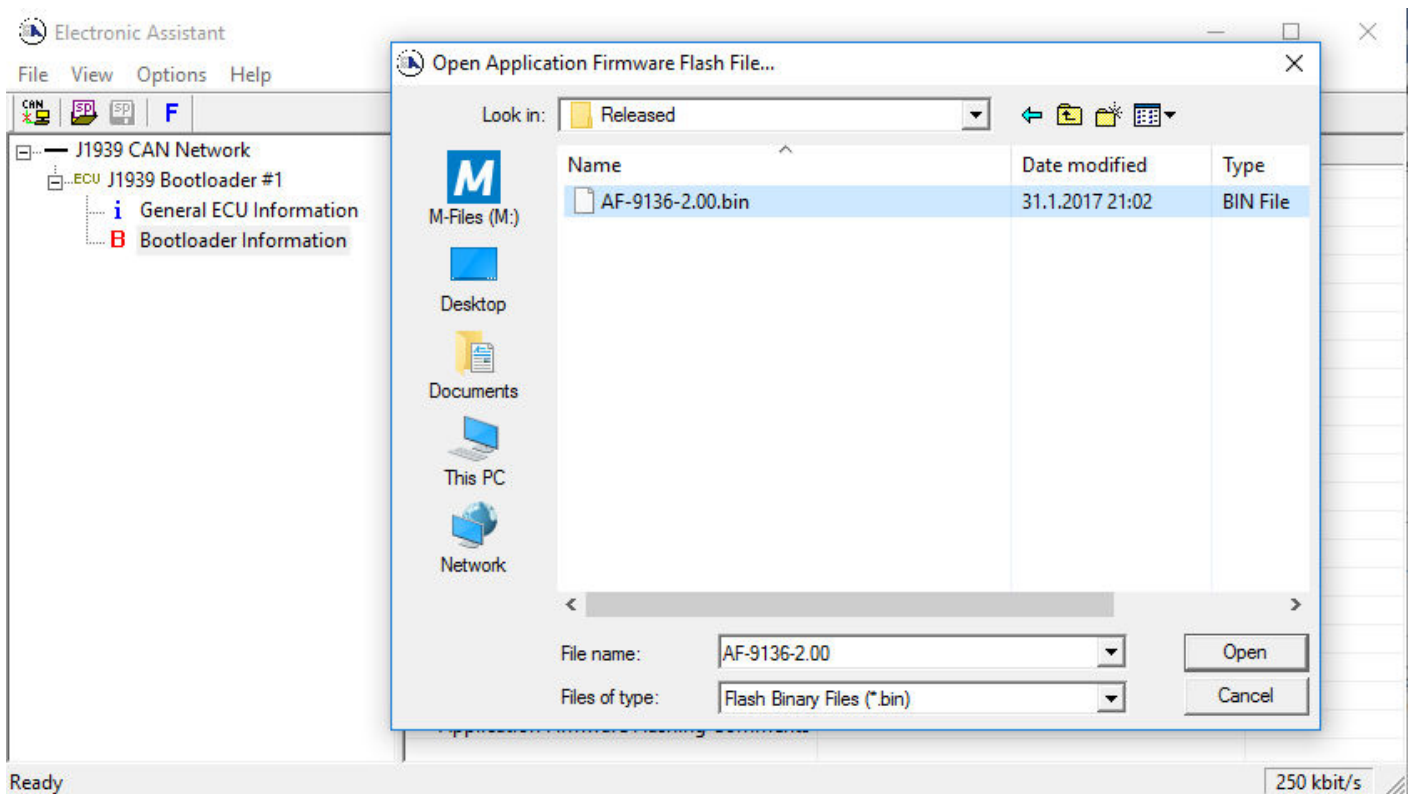 Electronic Assistant
File View Options Help
CAN SP SP F
J1939 CAN Network
ECU J1939 Bootloader #1
i General ECU Information
B Bootloader Information
Open Application Firmware Flash File...
Look in: Released
M
M-Files (M:)
Desktop
Documents
This PC
Network
Name Date modified Type
AF-9136-2.00.bin 31.1.2017 21:02 BIN File
File name: AF-9136-2.00 Open
Files of type: Flash Binary Files (*.bin) Cancel
Ready 250 kbit/s